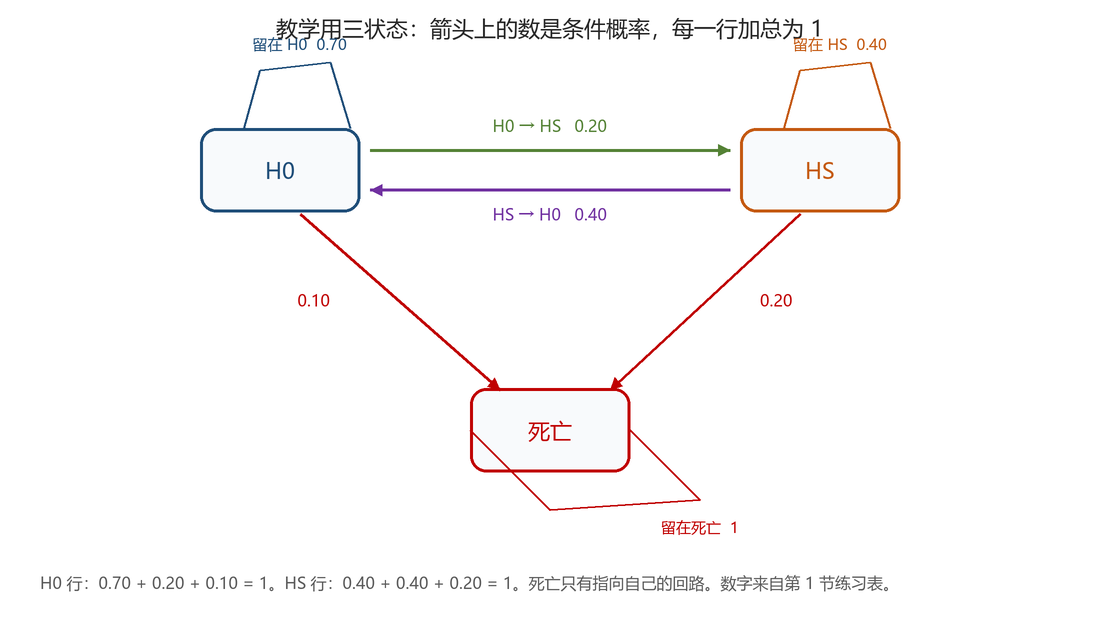 教学用三状态：箭头上的数是条件概率，每一行加总为 1
留在 H0 0.70
留在 HS 0.40
H0 → HS 0.20
H0
HS
HS → H0 0.40
0.10
0.20
死亡
留在死亡 1
H0 行：0.70 + 0.20 + 0.10 = 1。HS 行：0.40 + 0.40 + 0.20 = 1。死亡只有指向自己的回路。数字来自第 1 节练习表。